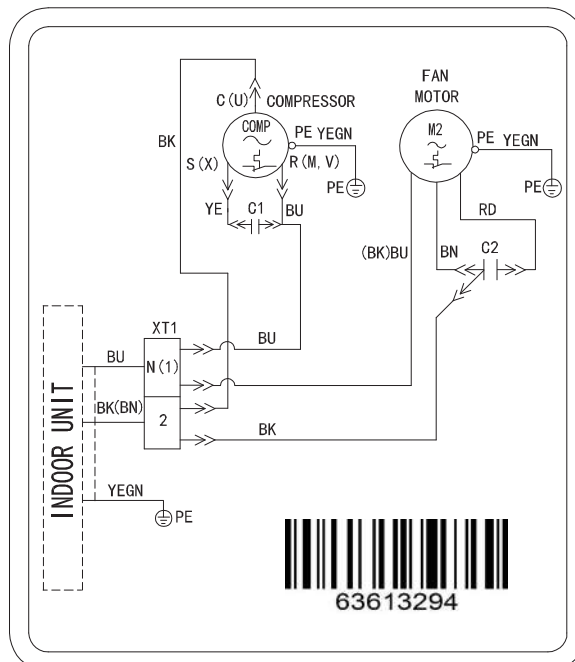 FAN
MOTOR
C(U) COMPRESSOR
COMP
PE YEGN
M2
PE YEGN
BK
S(X)
R(M, V)
PE
PE
YE
C1
BU
RD
(BK)BU
BN
C2
XT1
BU
BU
N(1)
BK(BN)
2
BK
INDOOR UNIT
YEGN
PE
63613294